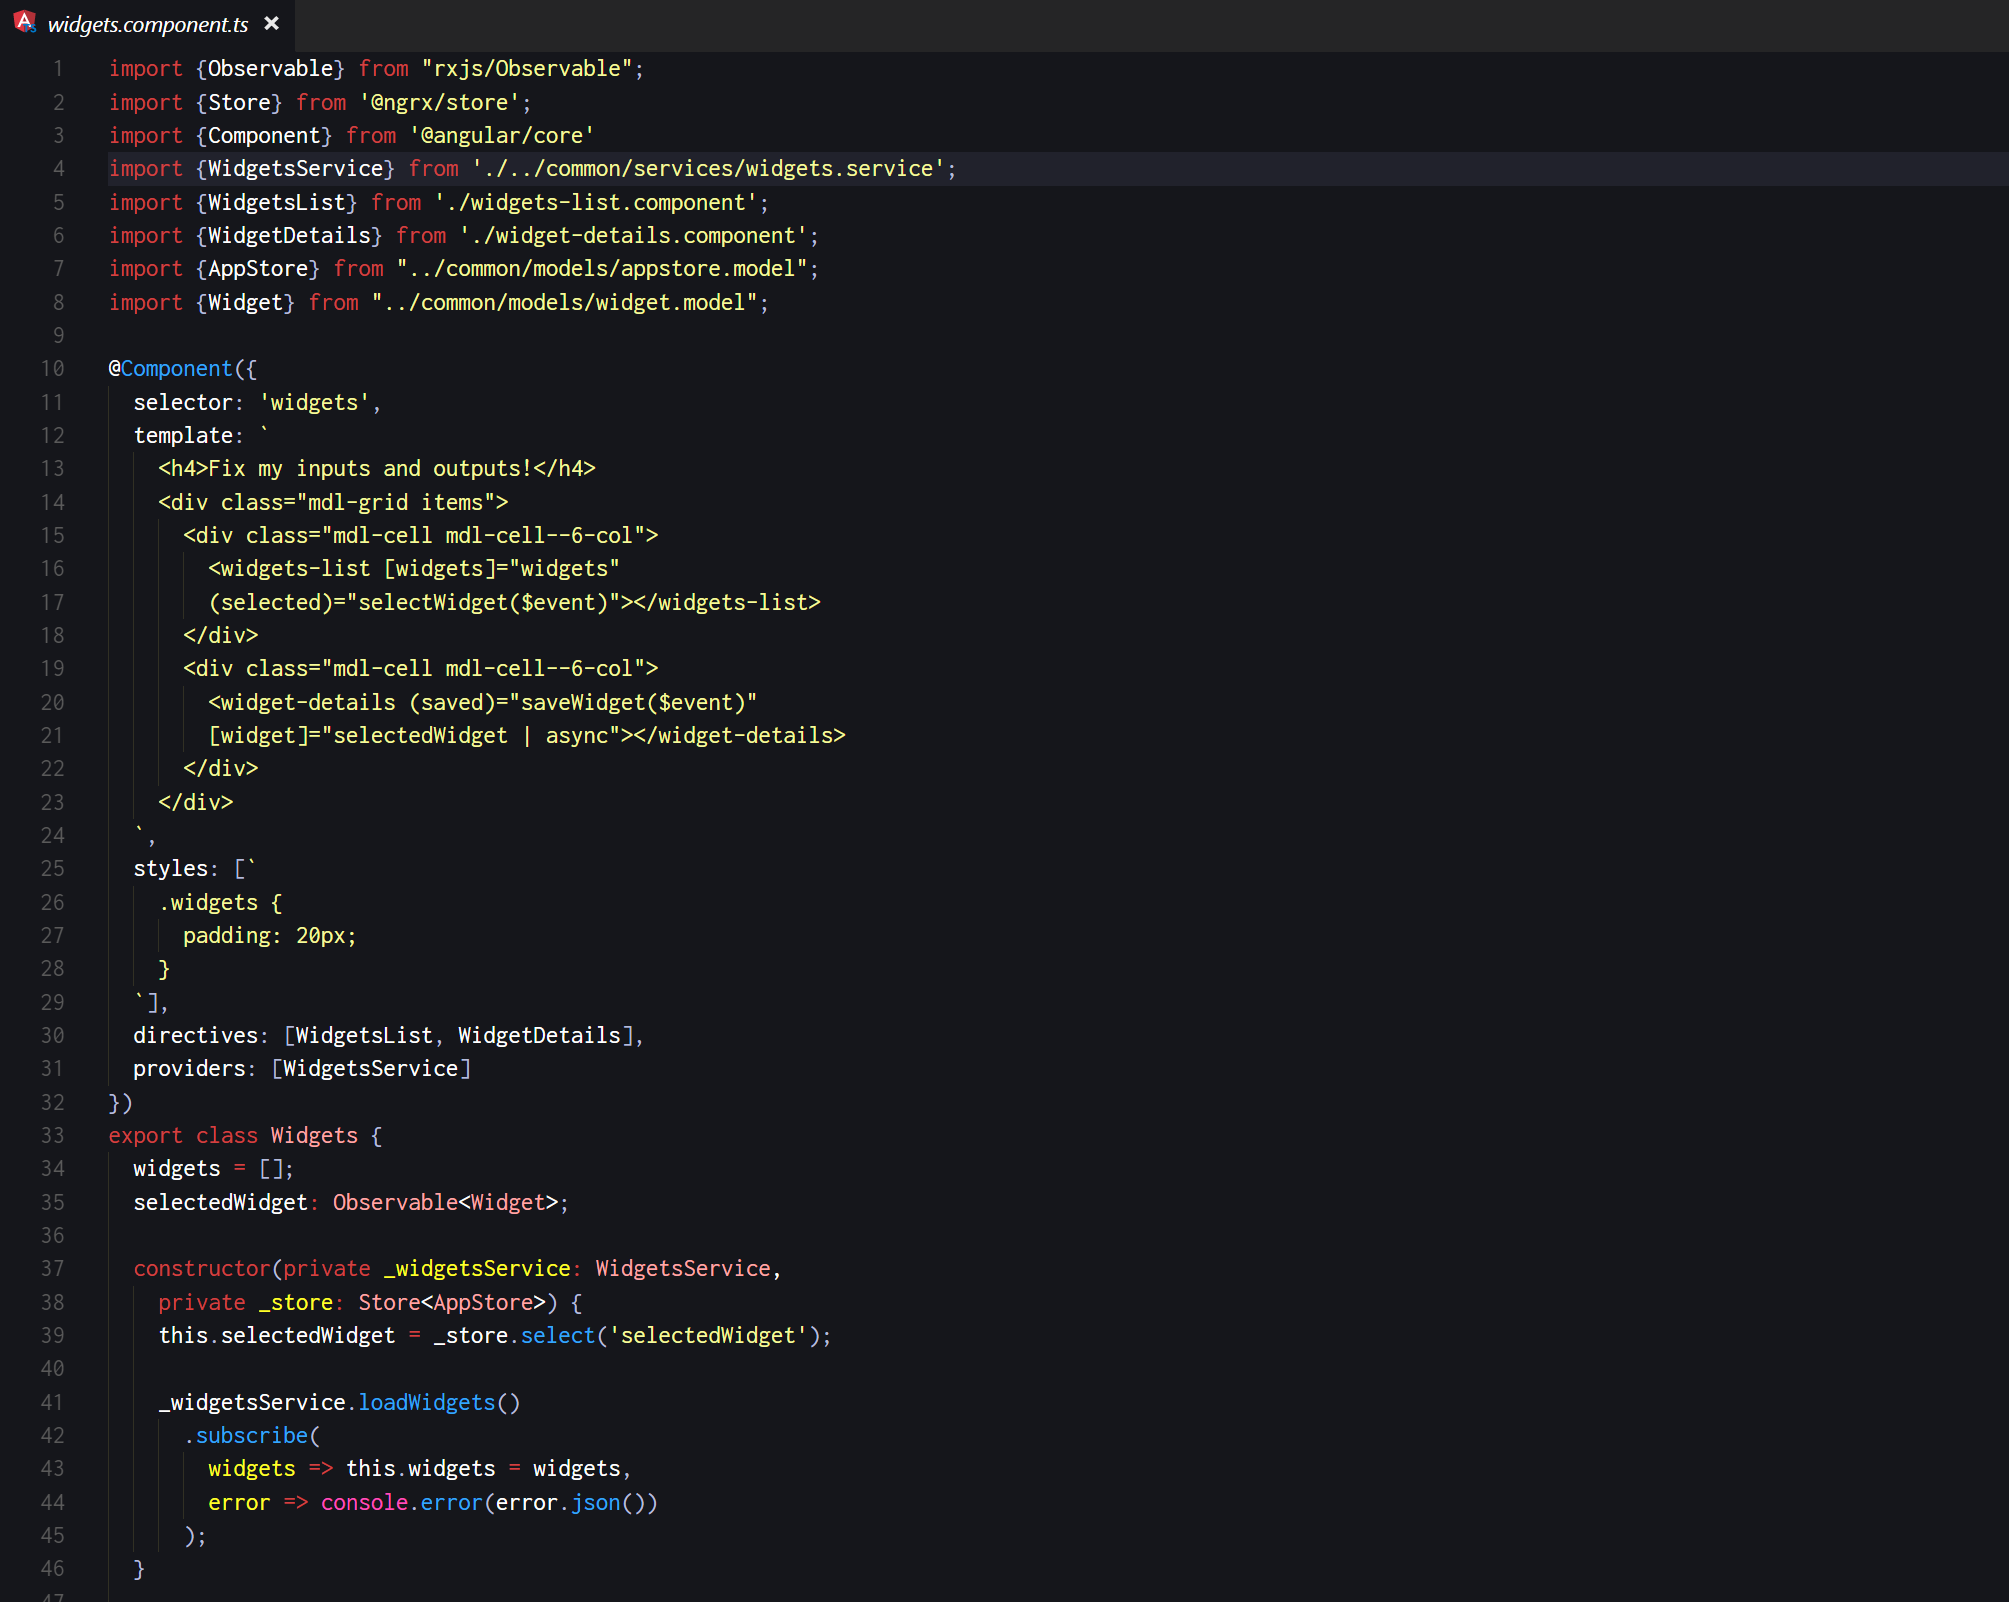 widgets.component.ts ×
1 import {Observable} from "rxjs/Observable";
2 import {Store} from '@ngrx/store';
3 import {Component} from '@angular/core'
4 import {WidgetsService} from './../common/services/widgets.service';
5 import {WidgetsList} from './widgets-list.component';
6 import {WidgetDetails} from './widget-details.component';
7 import {AppStore} from "../common/models/appstore.model";
8 import {Widget} from "../common/models/widget.model";
9
10 @Component({
11   selector: 'widgets',
12   template: `
13     <h4>Fix my inputs and outputs!</h4>
14     <div class="mdl-grid items">
15       <div class="mdl-cell mdl-cell--6-col">
16         <widgets-list [widgets]="widgets"
17         (selected)="selectWidget($event)"></widgets-list>
18       </div>
19       <div class="mdl-cell mdl-cell--6-col">
20         <widget-details (saved)="saveWidget($event)"
21         [widget]="selectedWidget | async"></widget-details>
22       </div>
23     </div>
24   `,
25   styles: [`
26     .widgets {
27       padding: 20px;
28     }
29   `],
30   directives: [WidgetsList, WidgetDetails],
31   providers: [WidgetsService]
32 })
33 export class Widgets {
34   widgets = [];
35   selectedWidget: Observable<Widget>;
36
37   constructor(private _widgetsService: WidgetsService,
38     private _store: Store<AppStore>) {
39     this.selectedWidget = _store.select('selectedWidget');
40
41     _widgetsService.loadWidgets()
42       .subscribe(
43         widgets => this.widgets = widgets,
44         error => console.error(error.json())
45       );
46   }
47